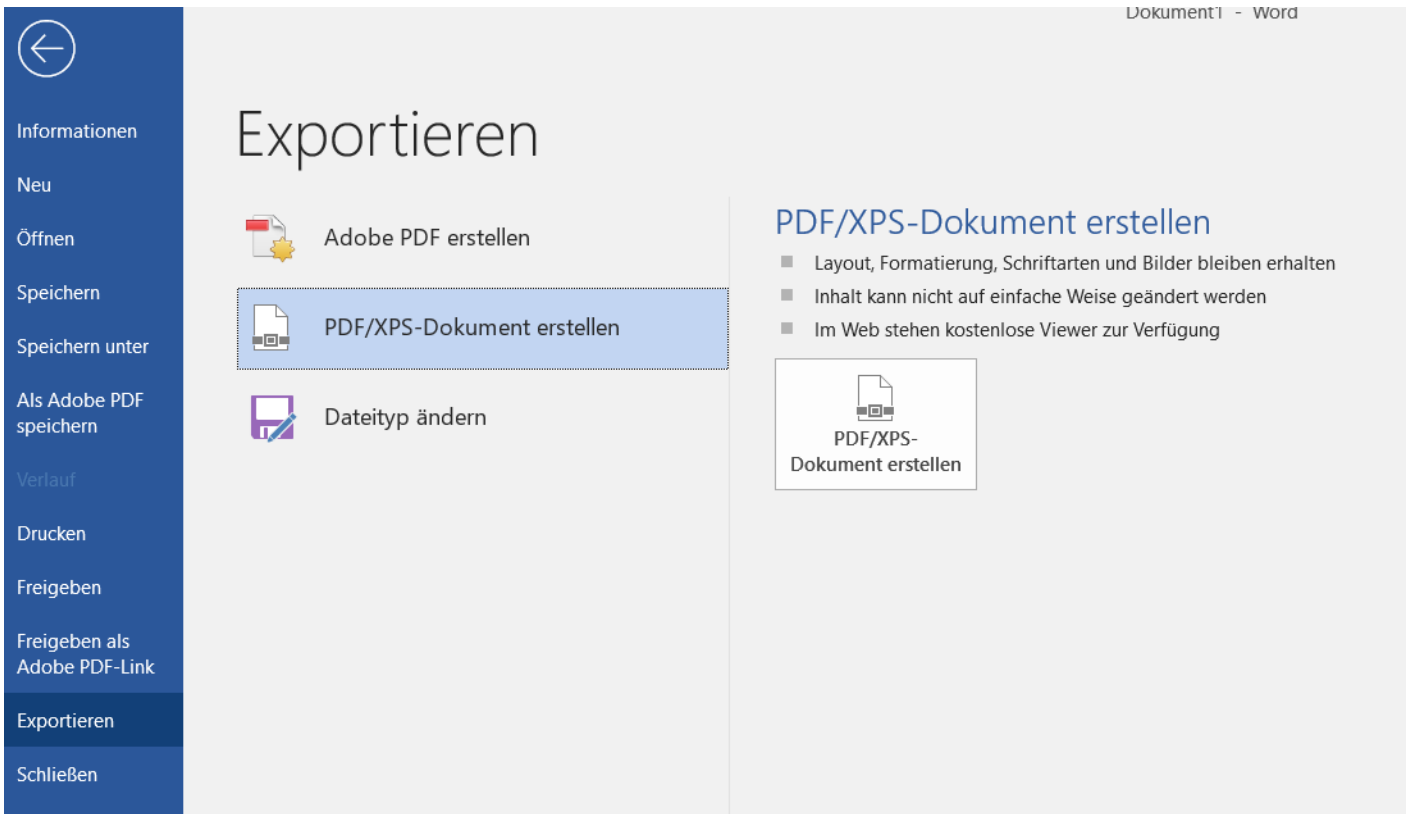 Dokument1 - Word
Informationen
Neu
Öffnen
Speichern
Speichern unter
Als Adobe PDF
speichern
Verlauf
Drucken
Freigeben
Freigeben als
Adobe PDF-Link
Exportieren
Schließen
Exportieren
Adobe PDF erstellen
PDF/XPS-Dokument erstellen
Dateityp ändern
PDF/XPS-Dokument erstellen
Layout, Formatierung, Schriftarten und Bilder bleiben erhalten
Inhalt kann nicht auf einfache Weise geändert werden
Im Web stehen kostenlose Viewer zur Verfügung
PDF/XPS-
Dokument erstellen